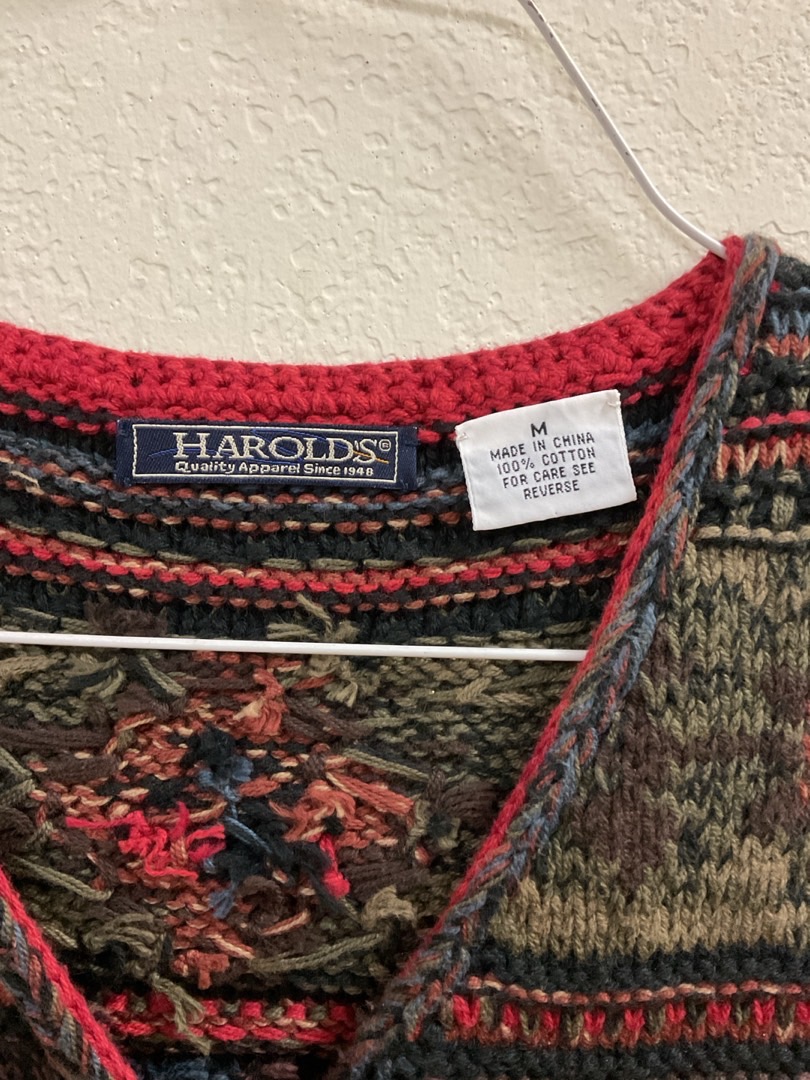 HAROLD'S®
Quality Apparel Since 1948
M
MADE IN CHINA
100% COTTON
FOR CARE SEE
REVERSE